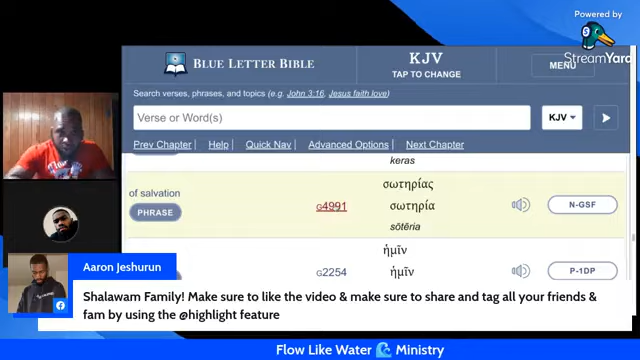 Powered by
StreamYard
BLUE LETTER BIBLE
KJV
TAP TO CHANGE
MENU
Search verses, phrases, and topics (e.g. John 3:16, Jesus faith love)
Verse or Word(s)
KJV
Prev Chapter | Help | Quick Nav | Advanced Options | Next Chapter
keras
of salvation
PHRASE
G4991
σωτηρίας
σωτηρία
sōtēria
N-GSF
G2254
ἡμῖν
ἡμῖν
P-1DP
Aaron Jeshurun
Shalawam Family! Make sure to like the video & make sure to share and tag all your friends &
fam by using the @highlight feature
Flow Like Water 🌊 Ministry